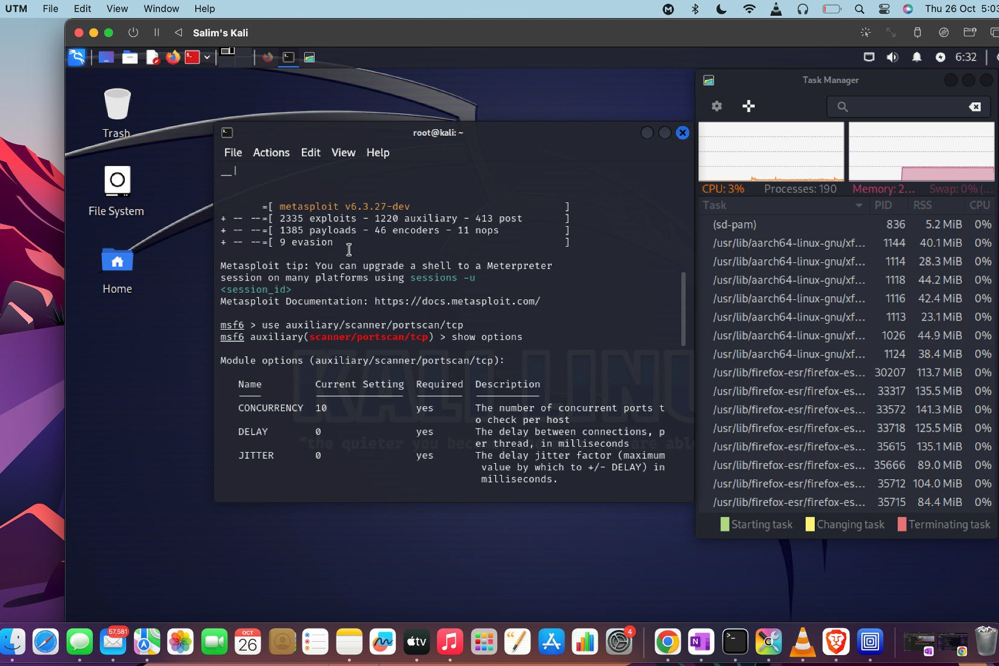 UTM File Edit View Window Help Thu 26 Oct 5:03
Salim's Kali
6:32
Trash
File System
Home
root@kali: ~
File Actions Edit View Help
__|
=[ metasploit v6.3.27-dev ]
+ -- --=[ 2335 exploits - 1220 auxiliary - 413 post ]
+ -- --=[ 1385 payloads - 46 encoders - 11 nops ]
+ -- --=[ 9 evasion ]
Metasploit tip: You can upgrade a shell to a Meterpreter
session on many platforms using sessions -u
<session_id>
Metasploit Documentation: https://docs.metasploit.com/
msf6 > use auxiliary/scanner/portscan/tcp
msf6 auxiliary(scanner/portscan/tcp) > show options
Module options (auxiliary/scanner/portscan/tcp):
Name Current Setting Required Description
CONCURRENCY 10 yes The number of concurrent ports t
o check per host
DELAY 0 yes The delay between connections, p
er thread, in milliseconds
JITTER 0 yes The delay jitter factor (maximum
value by which to +/- DELAY) in
milliseconds.
KALI LINU
"the quieter you bec are abl
Task Manager
CPU: 3% Processes: 190 Memory: 2... Swap: 0% (...
Task PID RSS CPU
(sd-pam) 836 5.2 MiB 0%
/usr/lib/aarch64-linux-gnu/xf... 1144 40.1 MiB 0%
/usr/lib/aarch64-linux-gnu/xf... 1114 28.3 MiB 0%
/usr/lib/aarch64-linux-gnu/xf... 1118 44.2 MiB 0%
/usr/lib/aarch64-linux-gnu/xf... 1116 42.4 MiB 0%
/usr/lib/aarch64-linux-gnu/xf... 1113 23.1 MiB 0%
/usr/lib/aarch64-linux-gnu/xf... 1026 44.9 MiB 0%
/usr/lib/aarch64-linux-gnu/xf... 1124 38.4 MiB 0%
/usr/lib/firefox-esr/firefox-es... 30207 113.7 MiB 0%
/usr/lib/firefox-esr/firefox-es... 33317 135.5 MiB 0%
/usr/lib/firefox-esr/firefox-es... 33572 141.3 MiB 0%
/usr/lib/firefox-esr/firefox-es... 33718 125.5 MiB 0%
/usr/lib/firefox-esr/firefox-es... 35615 135.1 MiB 0%
/usr/lib/firefox-esr/firefox-es... 35666 89.0 MiB 0%
/usr/lib/firefox-esr/firefox-es... 35712 104.0 MiB 0%
/usr/lib/firefox-esr/firefox-es... 35715 84.4 MiB 0%
Starting task Changing task Terminating task
57,581
OCT
26
tv
4